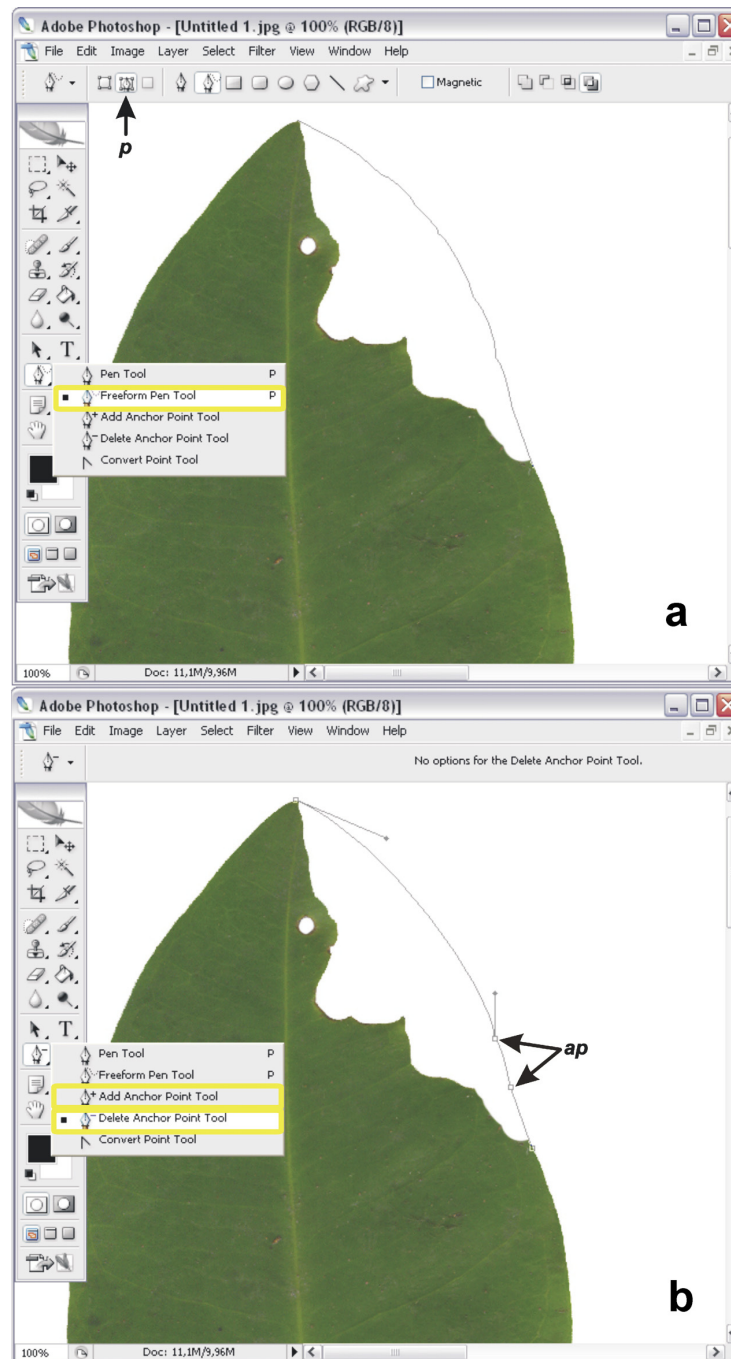 Adobe Photoshop - [Untitled 1.jpg @ 100% (RGB/8)]
File Edit Image Layer Select Filter View Window Help
Magnetic
p
T
Pen Tool P
Freeform Pen Tool P
Add Anchor Point Tool
Delete Anchor Point Tool
Convert Point Tool
a
100% Doc: 11,1M/9,96M
Adobe Photoshop - [Untitled 1.jpg @ 100% (RGB/8)]
File Edit Image Layer Select Filter View Window Help
No options for the Delete Anchor Point Tool.
T
ap
Pen Tool P
Freeform Pen Tool P
Add Anchor Point Tool
Delete Anchor Point Tool
Convert Point Tool
b
100% Doc: 11,1M/9,96M